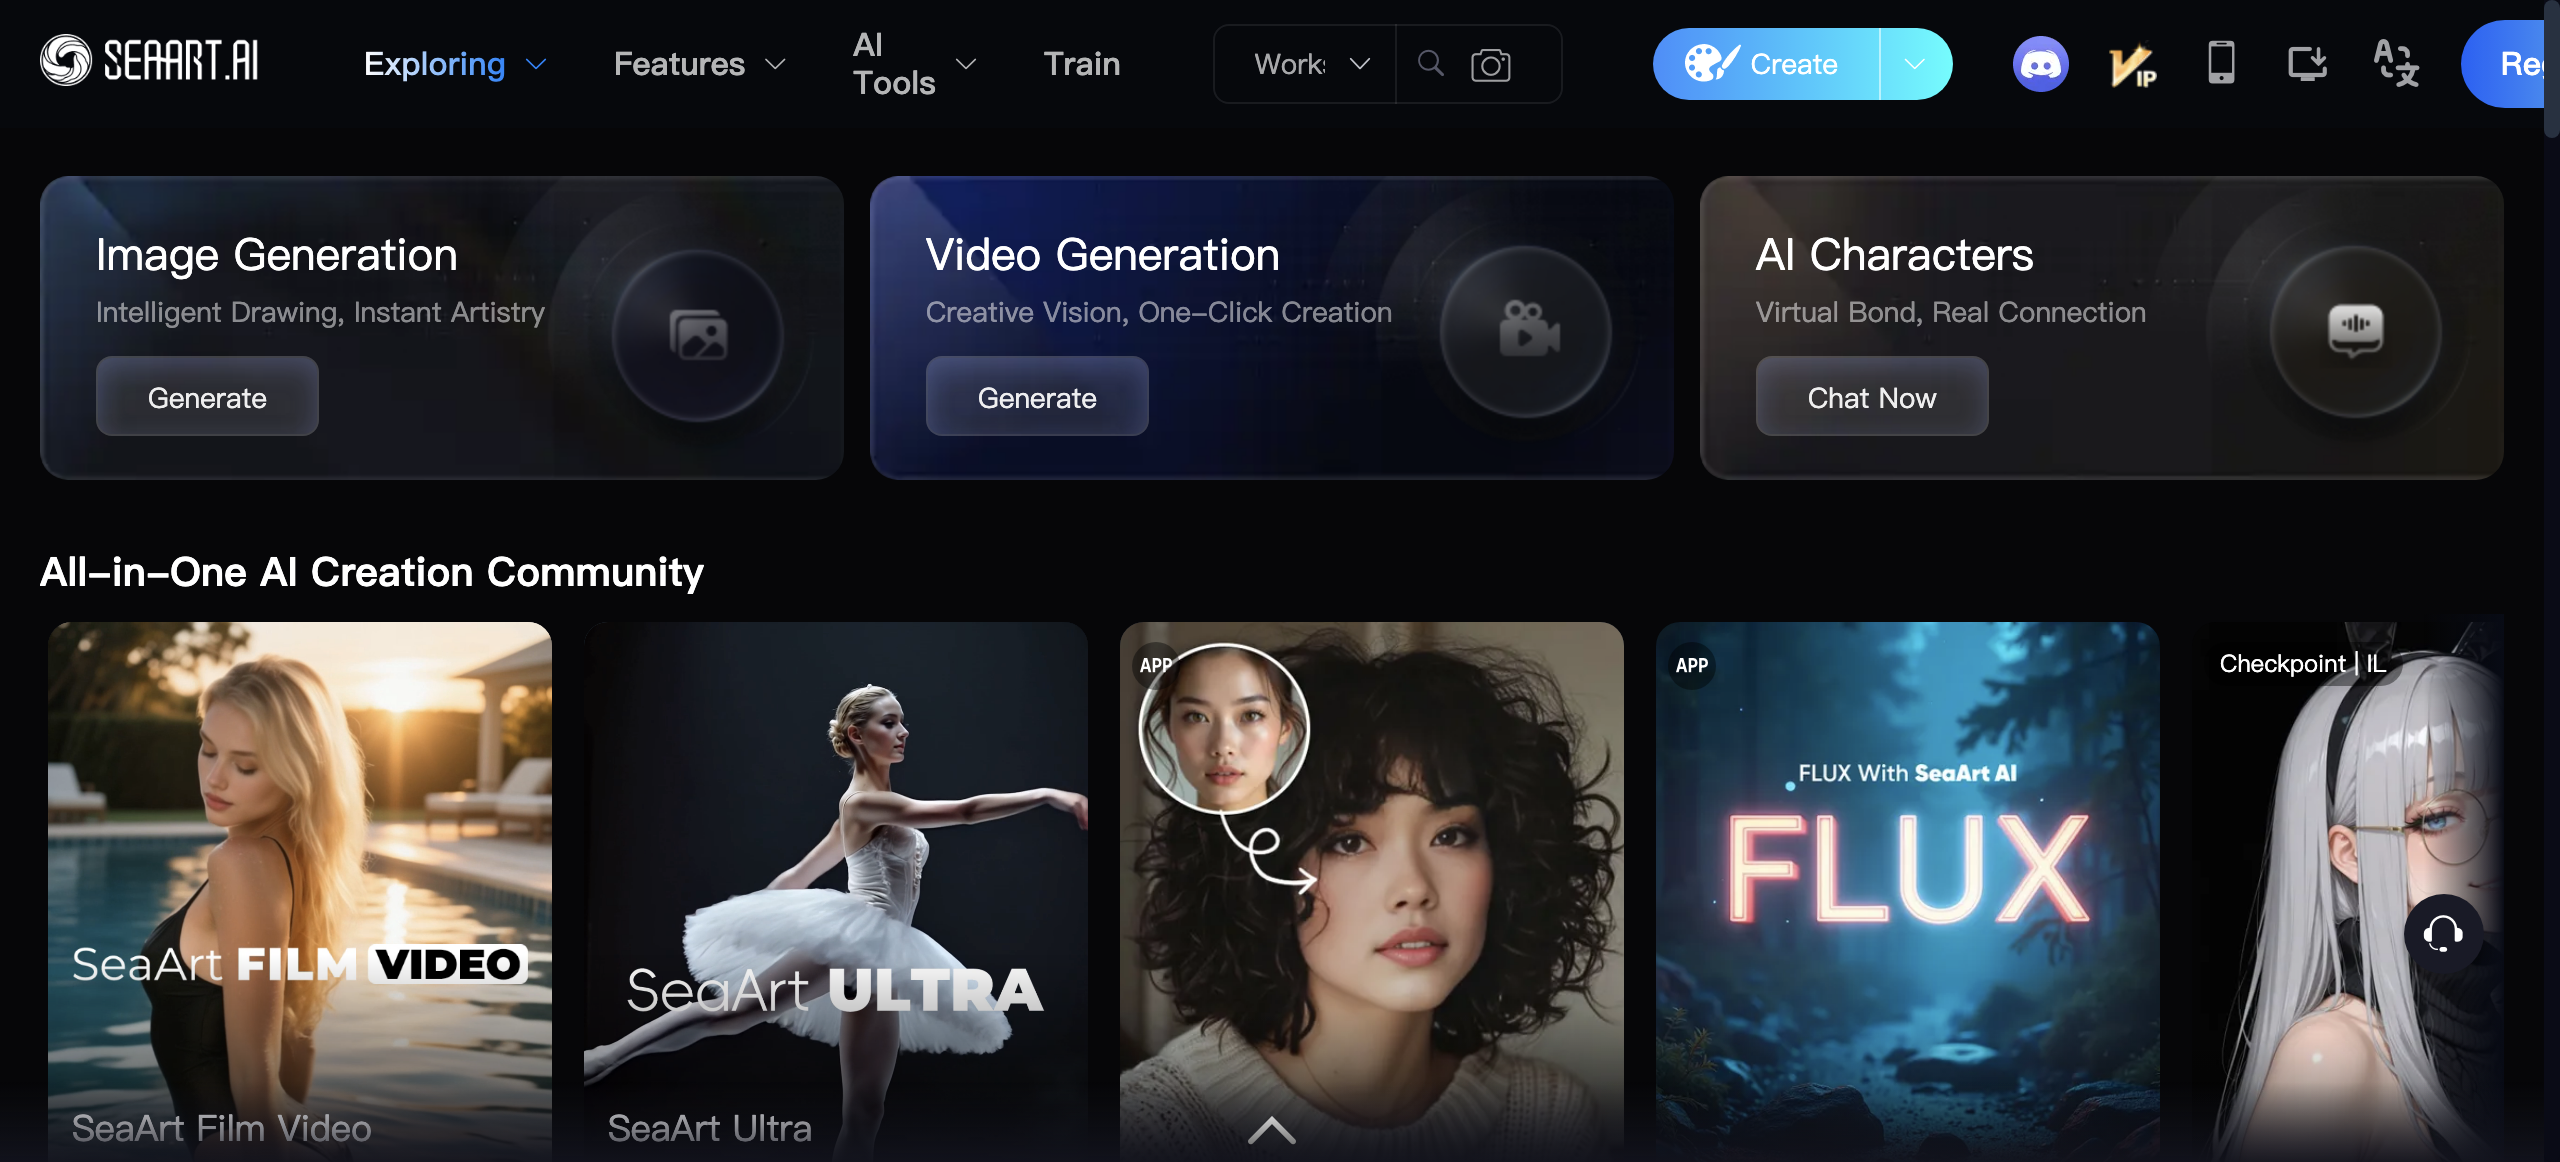 SEAART.AI
Exploring
Features
AI
Tools
Train
Works
Create
VIP
Reg
Image Generation
Intelligent Drawing, Instant Artistry
Generate
Video Generation
Creative Vision, One-Click Creation
Generate
AI Characters
Virtual Bond, Real Connection
Chat Now
All-in-One AI Creation Community
SeaArt FILM VIDEO
SeaArt Film Video
SeaArt ULTRA
SeaArt Ultra
APP
APP
FLUX With SeaArt AI
FLUX
Checkpoint | IL